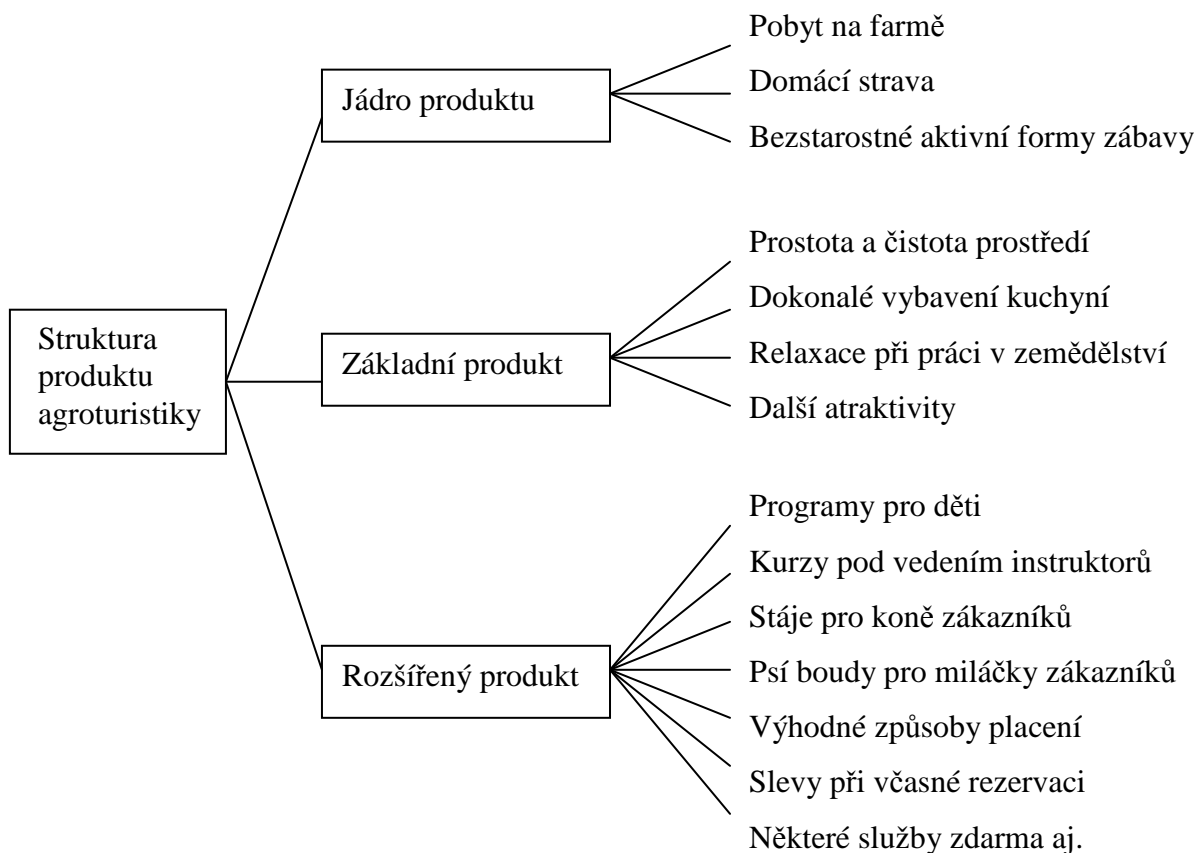 Struktura
produktu
agroturistiky
Jádro produktu
Pobyt na farmě
Domácí strava
Bezstarostné aktivní formy zábavy
Základní produkt
Prostota a čistota prostředí
Dokonalé vybavení kuchyní
Relaxace při práci v zemědělství
Další atraktivity
Rozšířený produkt
Programy pro děti
Kurzy pod vedením instruktorů
Stáje pro koně zákazníků
Psí boudy pro miláčky zákazníků
Výhodné způsoby placení
Slevy při včasné rezervaci
Některé služby zdarma aj.